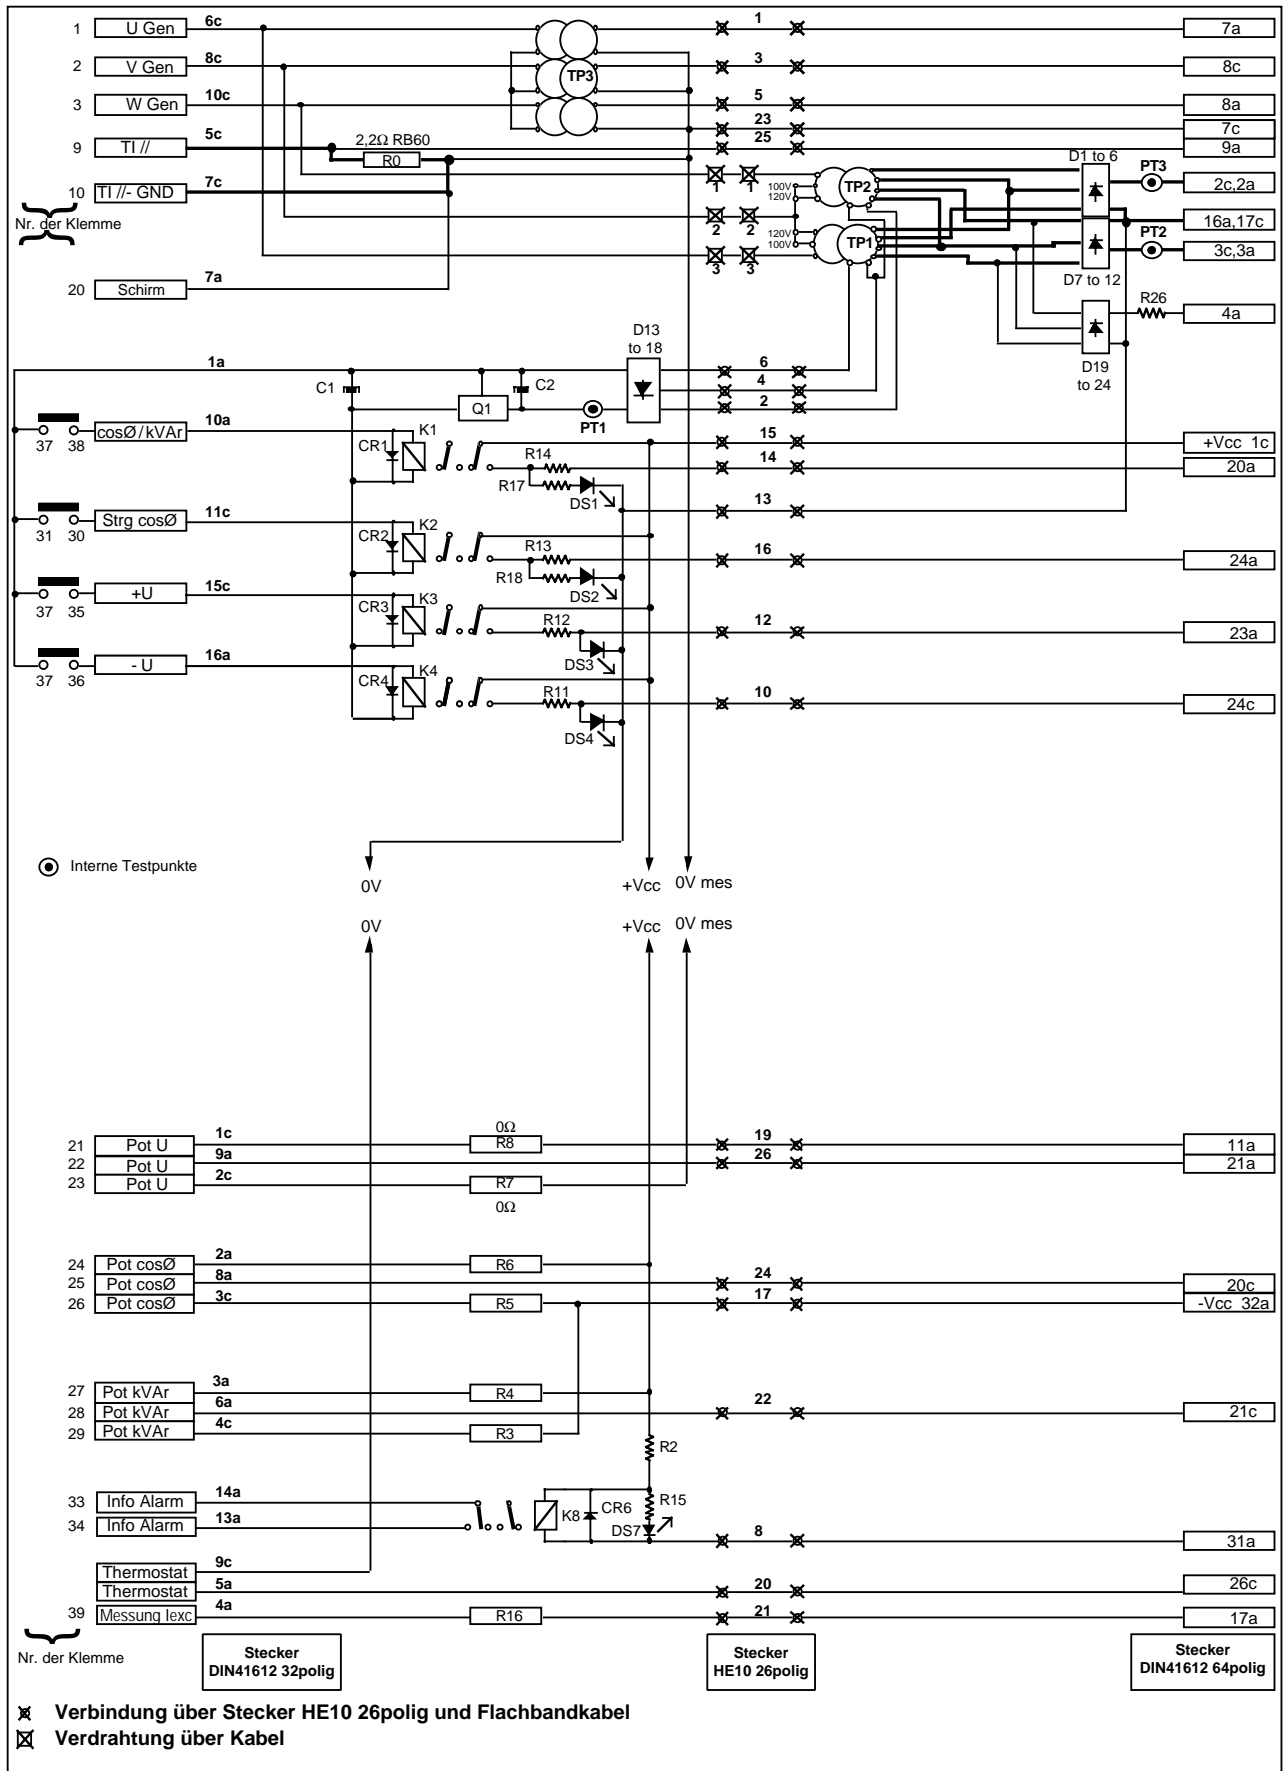 1 U Gen 6c 1 7a
2 V Gen 8c TP3 3 8c
3 W Gen 10c 5 8a
23 7c
9 TI // 5c 2,2Ω RB60 25 9a
R0 D1 to 6 PT3
10 TI //- GND 7c 1 1 100V 120V TP2 2c,2a
Nr. der Klemme 2 2 16a,17c
120V 100V TP1 PT2 3c,3a
3 3 D7 to 12
20 Schirm 7a R26 4a
D13 to 18
D19 to 24
1a C1 C2 6
4
Q1 PT1 2
37 38 cosØ/kVAr 10a CR1 K1 15 +Vcc 1c
R14 14 20a
R17 DS1
13
31 30 Strg cosØ 11c CR2 K2
R13 16 24a
R18 DS2
37 35 +U 15c CR3 K3
R12 12 23a
DS3
37 36 - U 16a CR4 K4
R11 10 24c
DS4
Interne Testpunkte
0V +Vcc 0V mes
0V +Vcc 0V mes
0Ω
21 Pot U 1c R8 19 11a
22 Pot U 9a 26 21a
23 Pot U 2c R7
0Ω
24 Pot cosØ 2a R6
25 Pot cosØ 8a 24 20c
26 Pot cosØ 3c R5 17 -Vcc 32a
27 Pot kVAr 3a R4
28 Pot kVAr 6a 22 21c
29 Pot kVAr 4c R3
R2
33 Info Alarm 14a K8 CR6 R15
34 Info Alarm 13a DS7
8 31a
Thermostat 9c
Thermostat 5a 20 26c
39 Messung Iexc 4a R16 21 17a
Nr. der Klemme
Stecker
DIN41612 32polig
Stecker
HE10 26polig
Stecker
DIN41612 64polig
Verbindung über Stecker HE10 26polig und Flachbandkabel
Verdrahtung über Kabel